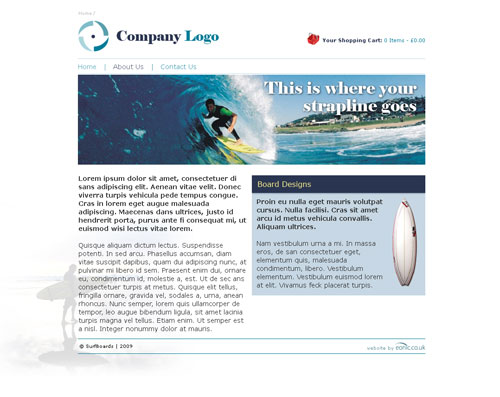 Home /
Company Logo
Your Shopping Cart: 0 Items - £0.00
Home | About Us | Contact Us
This is where your
strapline goes
Lorem ipsum dolor sit amet, consectetuer di
sans adipiscing elit. Aenean vitae velit. Donec
viverra turpis vehicula pede tempus congue.
Cras in lorem eget augue malesuada
adipiscing. Maecenas dans ultrices, justo id
hendrerit porta, purus ante fi consequat mi, ut
euismod wisi lectus vitae lorem.
Quisque aliquam dictum lectus. Suspendisse
potenti. In sed arcu. Phasellus accumsan, diam
vitae suscipit dapibus, quam dui adipiscing nunc, at
pulvinar mi libero id sem. Praesent enim dui, ornare
eu, condimentum id, molestie a, est. Ut de sans
consectetuer turpis at metus. Quisque elit tellus,
fringilla ornare, gravida vel, sodales a, urna, anean
rhoncus. Nunc semper, lorem quis ullamcorper de
tempor, leo augue bibendum ligula, sit amet lacinia
turpis magna vel tellus. Etiam enim. Ut semper est
a nisl. Integer nonummy dolor at mauris.
Board Designs
Proin eu nulla eget mauris volutpat
cursus. Nulla facilisi. Cras sit amet
arcu id metus vehicula convallis.
Aliquam ultrices.
Nam vestibulum urna a mi. In massa
eros, de san consectetuer eget,
elementum quis, malesuada
condimentum, libero. Vestibulum
elementum. Vestibulum euismod lorem
at elit. Vivamus feck placerat turpis.
© Surfboards | 2009
website by eonic.co.uk